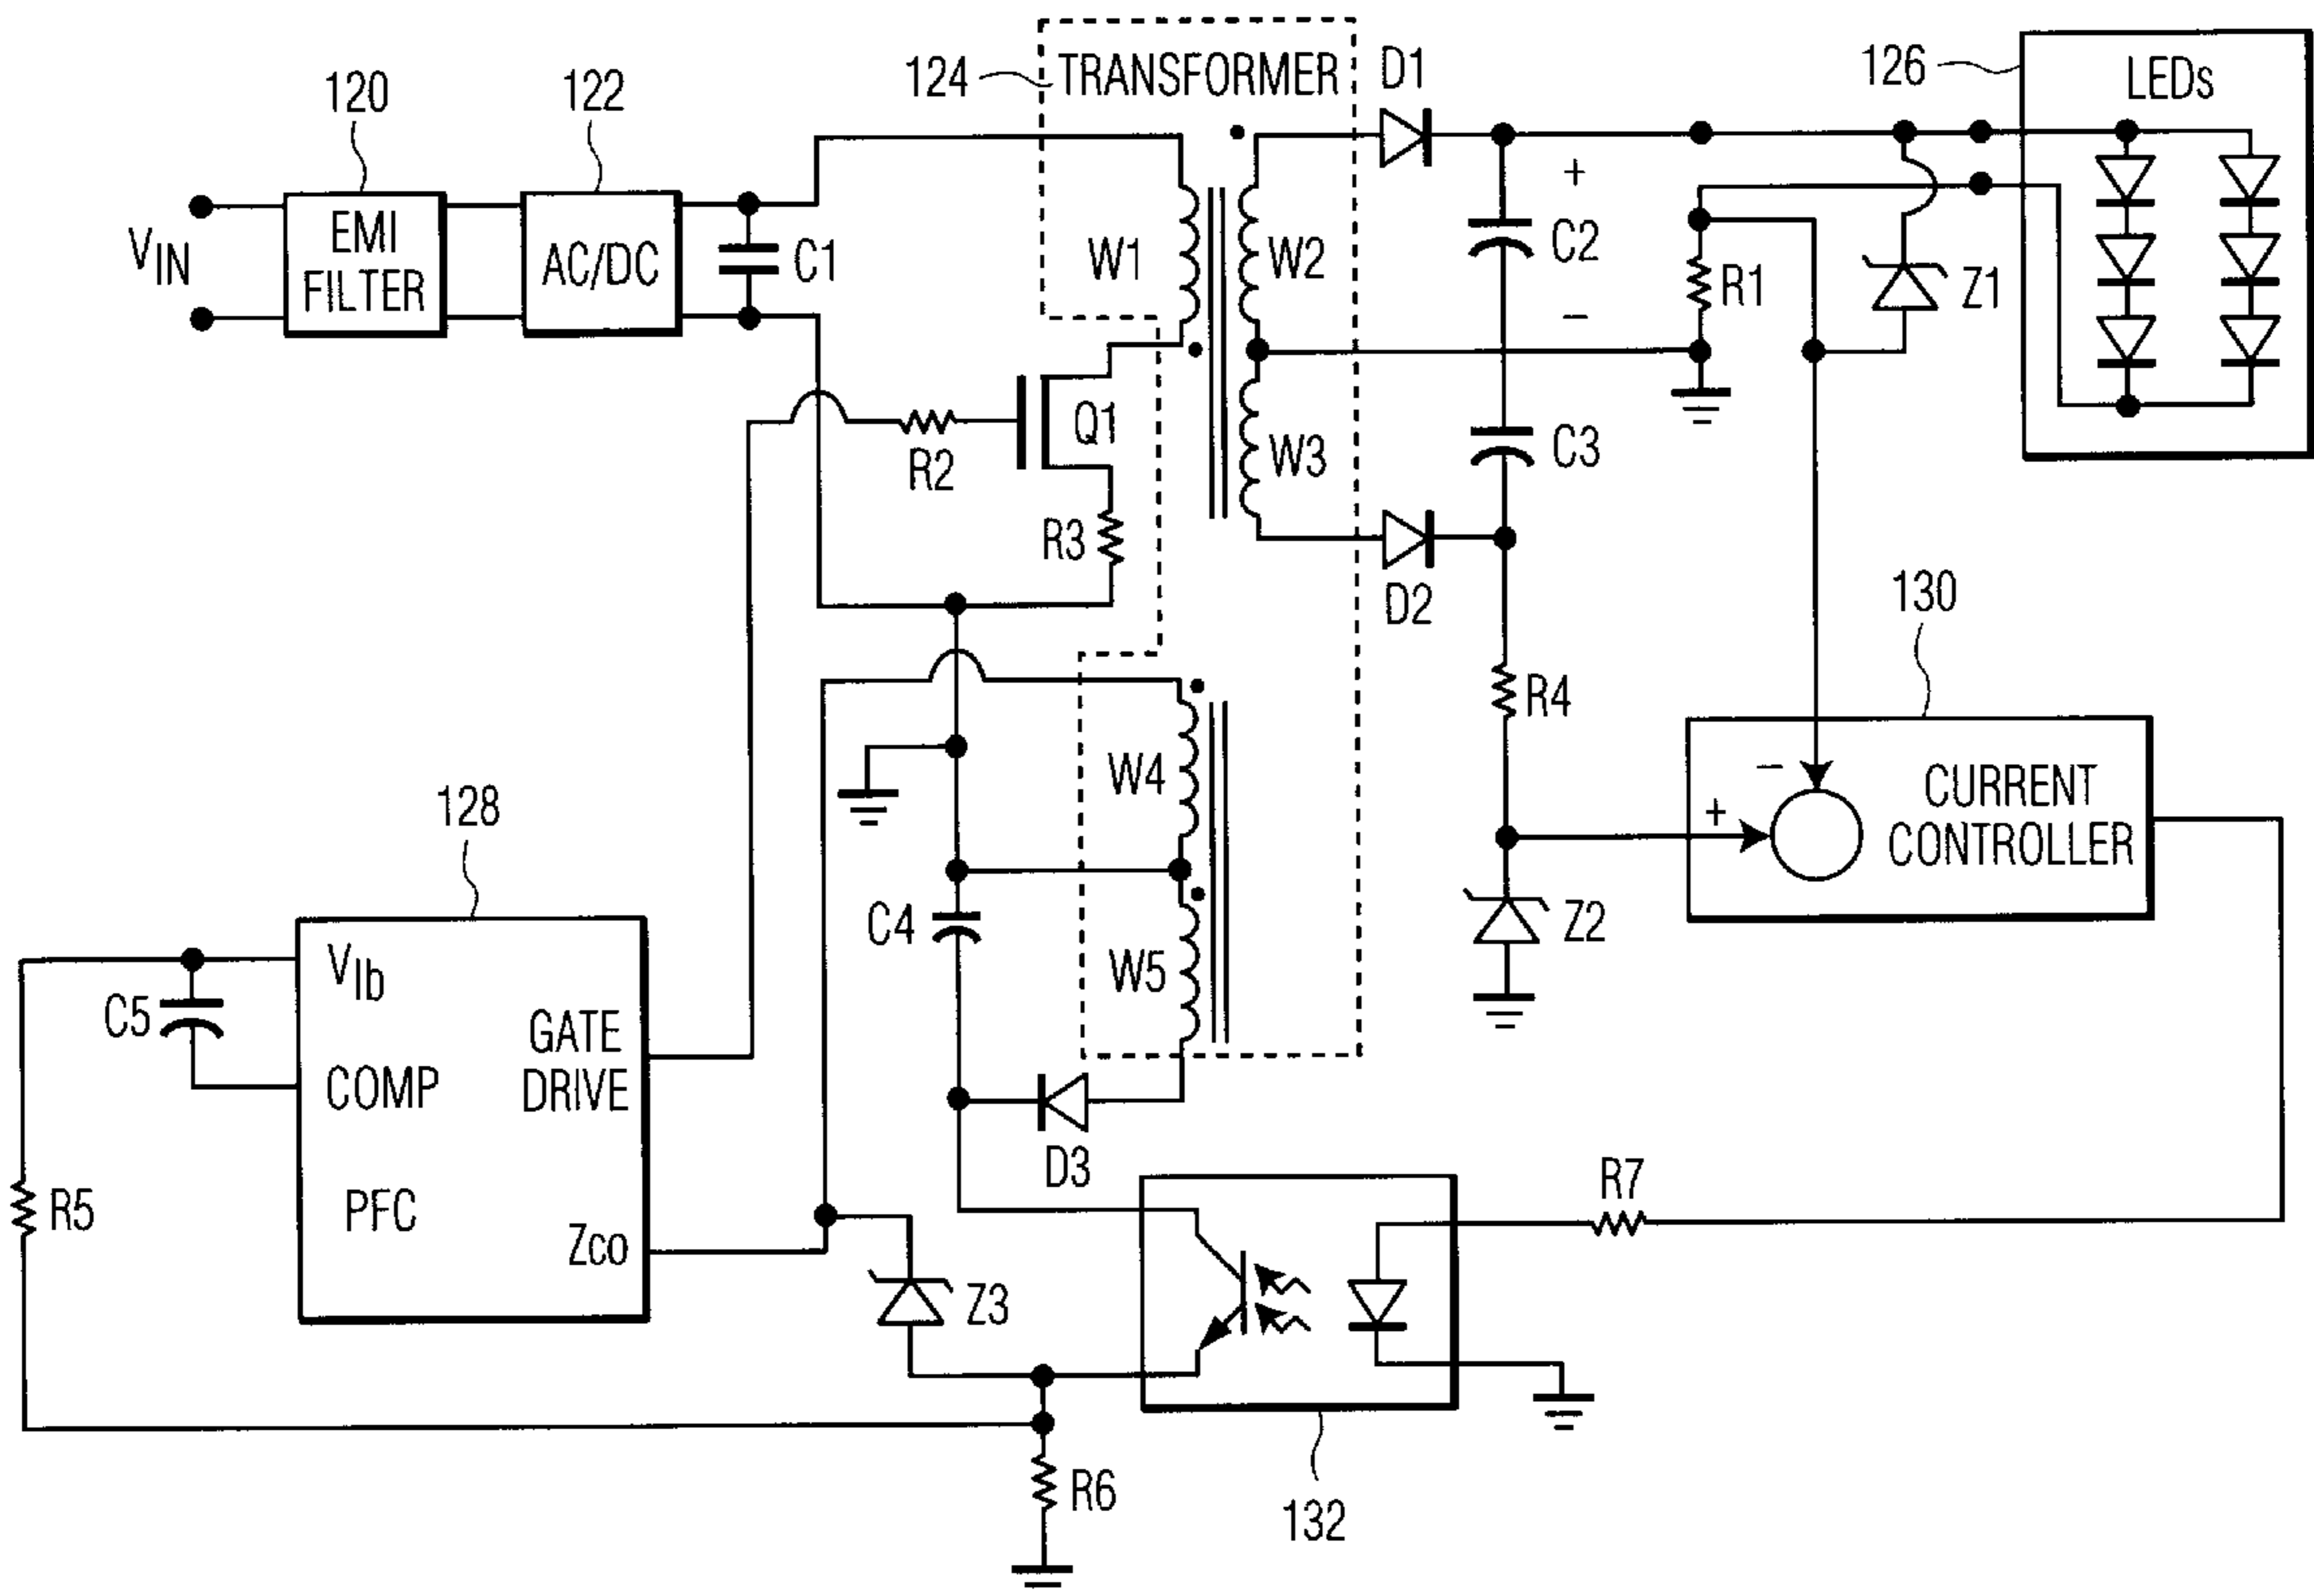 124
TRANSFORMER
D1
126
LEDs
120
122
EMI
FILTER
AC/DC
VIN
C1
W1
W2
+
C2
−
R1
Z1
R2
Q1
W3
C3
R3
D2
130
R4
128
W4
−
+
CURRENT
CONTROLLER
C4
Z2
W5
VIb
C5
GATE
DRIVE
COMP
D3
R5
PFC
ZCO
R7
Z3
R6
132